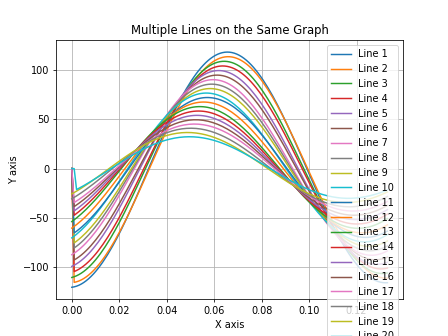 Multiple Lines on the Same Graph
Y axis
100
50
0
−50
−100
0.00
0.02
0.04
0.06
0.08
0.10
X axis
Line 1
Line 2
Line 3
Line 4
Line 5
Line 6
Line 7
Line 8
Line 9
Line 10
Line 11
Line 12
Line 13
Line 14
Line 15
Line 16
Line 17
Line 18
Line 19
Line 20